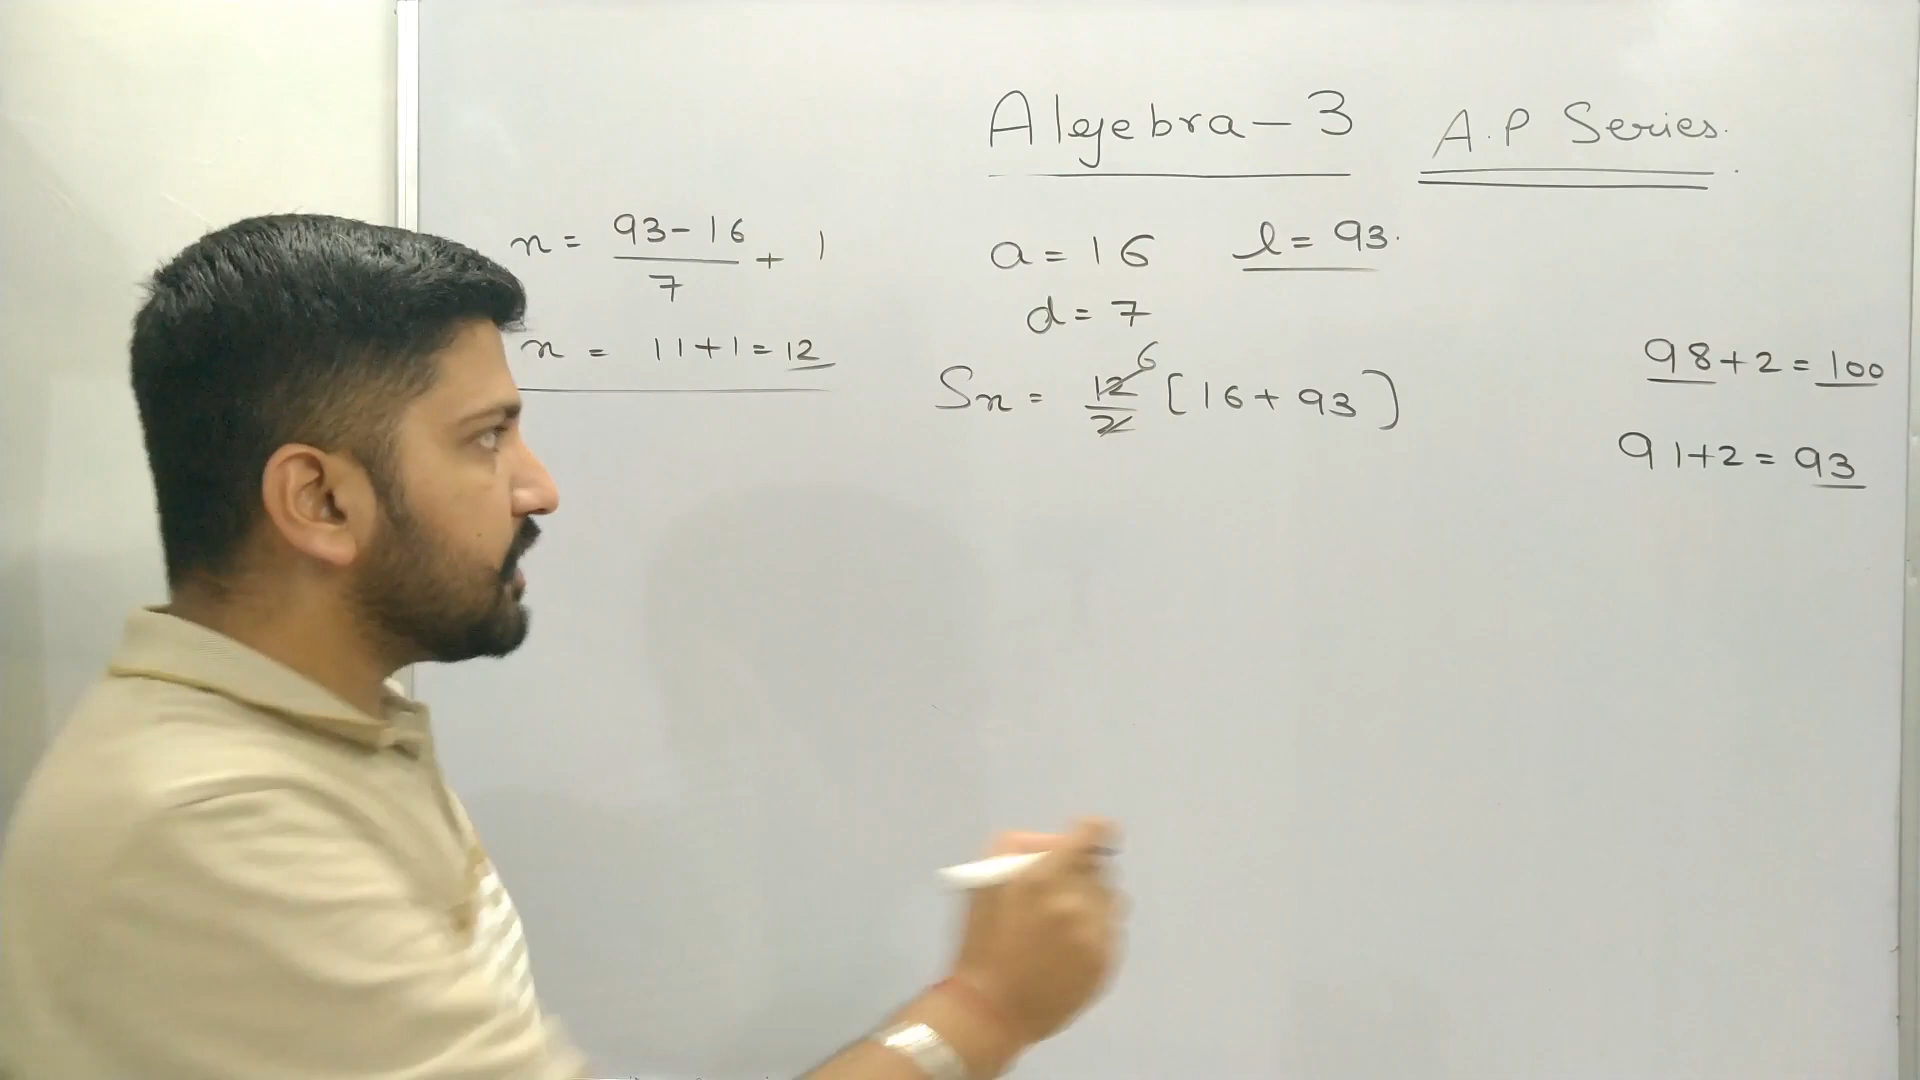 Algebra-3 A.P Series.
n = 93-16/7 + 1
n = 11+1=12
a = 16 l = 93.
d = 7
Sn = 12/2 6 [16+93]
98+2=100
91+2=93